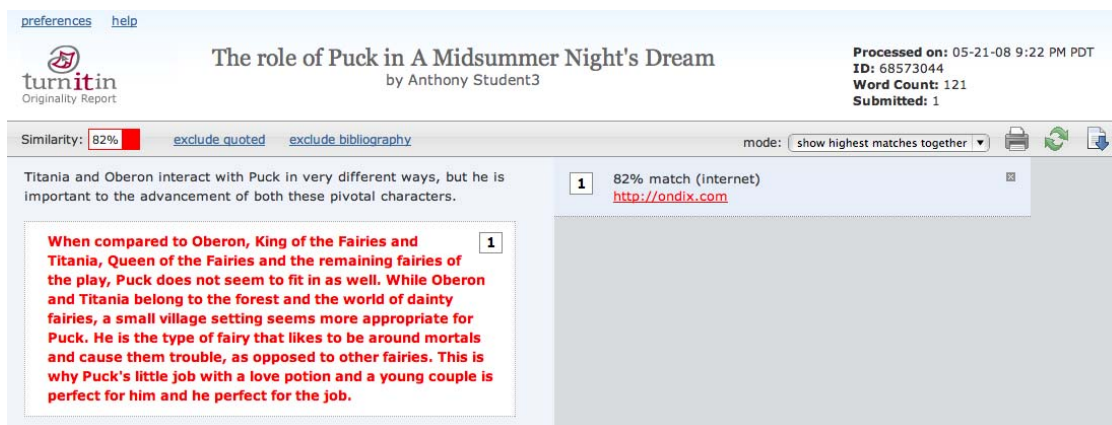 preferences help
turnitin
Originality Report
The role of Puck in A Midsummer Night's Dream
by Anthony Student3
Processed on: 05-21-08 9:22 PM PDT
ID: 68573044
Word Count: 121
Submitted: 1
Similarity: 82% exclude quoted exclude bibliography mode: show highest matches together
Titania and Oberon interact with Puck in very different ways, but he is
important to the advancement of both these pivotal characters.
When compared to Oberon, King of the Fairies and 1
Titania, Queen of the Fairies and the remaining fairies of
the play, Puck does not seem to fit in as well. While Oberon
and Titania belong to the forest and the world of dainty
fairies, a small village setting seems more appropriate for
Puck. He is the type of fairy that likes to be around mortals
and cause them trouble, as opposed to other fairies. This is
why Puck's little job with a love potion and a young couple is
perfect for him and he perfect for the job.
1 82% match (internet)
http://ondix.com